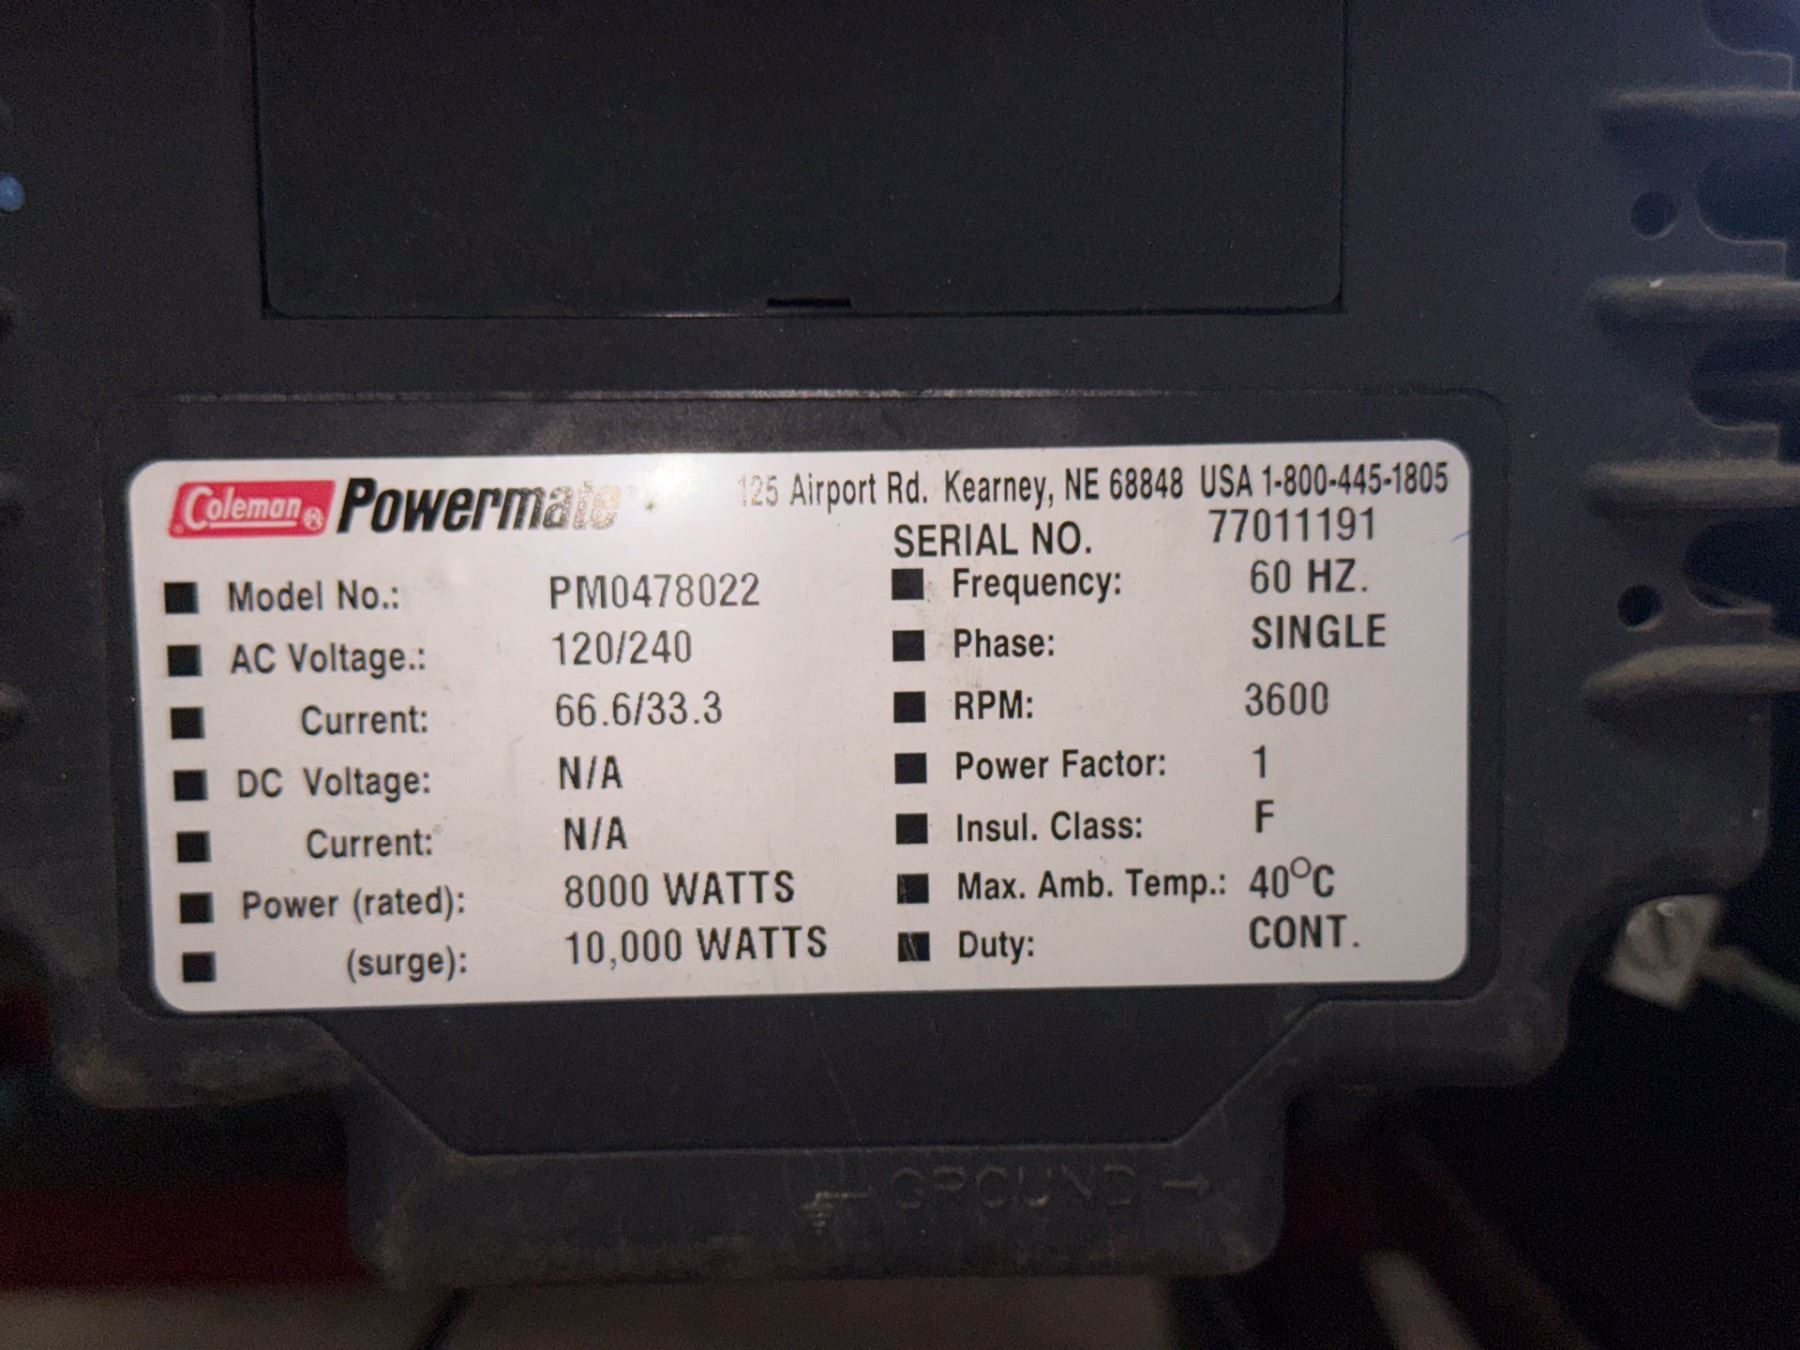 Coleman® Powermate 125 Airport Rd. Kearney, NE 68848 USA 1-800-445-1805
SERIAL NO. 77011191
Model No.: PM0478022
Frequency: 60 HZ.
AC Voltage.: 120/240
Phase: SINGLE
Current: 66.6/33.3
RPM: 3600
DC Voltage: N/A
Power Factor: 1
Current: N/A
Insul. Class: F
Power (rated): 8000 WATTS
Max. Amb. Temp.: 40°C
(surge): 10,000 WATTS
Duty: CONT.
GROUND →